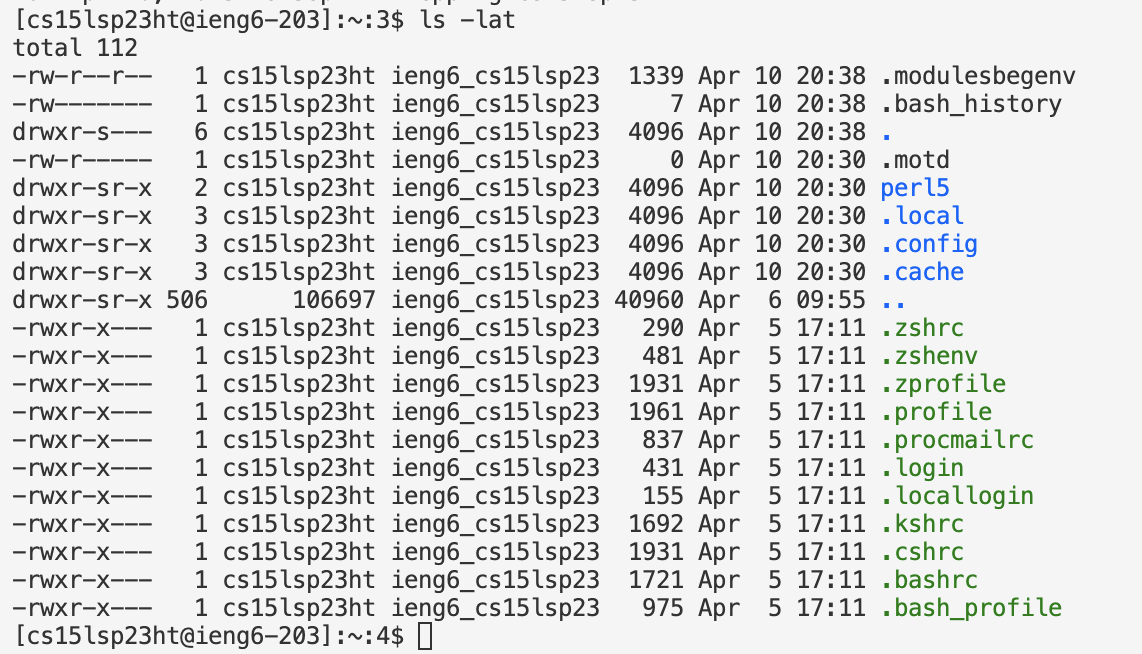 [cs15lsp23ht@ieng6-203]:~:3$ ls -lat
total 112
-rw-r--r--   1 cs15lsp23ht ieng6_cs15lsp23  1339 Apr 10 20:38 .modulesbegenv
-rw-------   1 cs15lsp23ht ieng6_cs15lsp23     7 Apr 10 20:38 .bash_history
drwxr-s---   6 cs15lsp23ht ieng6_cs15lsp23  4096 Apr 10 20:38 .
-rw-r-----   1 cs15lsp23ht ieng6_cs15lsp23     0 Apr 10 20:30 .motd
drwxr-sr-x   2 cs15lsp23ht ieng6_cs15lsp23  4096 Apr 10 20:30 perl5
drwxr-sr-x   3 cs15lsp23ht ieng6_cs15lsp23  4096 Apr 10 20:30 .local
drwxr-sr-x   3 cs15lsp23ht ieng6_cs15lsp23  4096 Apr 10 20:30 .config
drwxr-sr-x   3 cs15lsp23ht ieng6_cs15lsp23  4096 Apr 10 20:30 .cache
drwxr-sr-x 506      106697 ieng6_cs15lsp23 40960 Apr  6 09:55 ..
-rwxr-x---   1 cs15lsp23ht ieng6_cs15lsp23   290 Apr  5 17:11 .zshrc
-rwxr-x---   1 cs15lsp23ht ieng6_cs15lsp23   481 Apr  5 17:11 .zshenv
-rwxr-x---   1 cs15lsp23ht ieng6_cs15lsp23  1931 Apr  5 17:11 .zprofile
-rwxr-x---   1 cs15lsp23ht ieng6_cs15lsp23  1961 Apr  5 17:11 .profile
-rwxr-x---   1 cs15lsp23ht ieng6_cs15lsp23   837 Apr  5 17:11 .procmailrc
-rwxr-x---   1 cs15lsp23ht ieng6_cs15lsp23   431 Apr  5 17:11 .login
-rwxr-x---   1 cs15lsp23ht ieng6_cs15lsp23   155 Apr  5 17:11 .locallogin
-rwxr-x---   1 cs15lsp23ht ieng6_cs15lsp23  1692 Apr  5 17:11 .kshrc
-rwxr-x---   1 cs15lsp23ht ieng6_cs15lsp23  1931 Apr  5 17:11 .cshrc
-rwxr-x---   1 cs15lsp23ht ieng6_cs15lsp23  1721 Apr  5 17:11 .bashrc
-rwxr-x---   1 cs15lsp23ht ieng6_cs15lsp23   975 Apr  5 17:11 .bash_profile
[cs15lsp23ht@ieng6-203]:~:4$